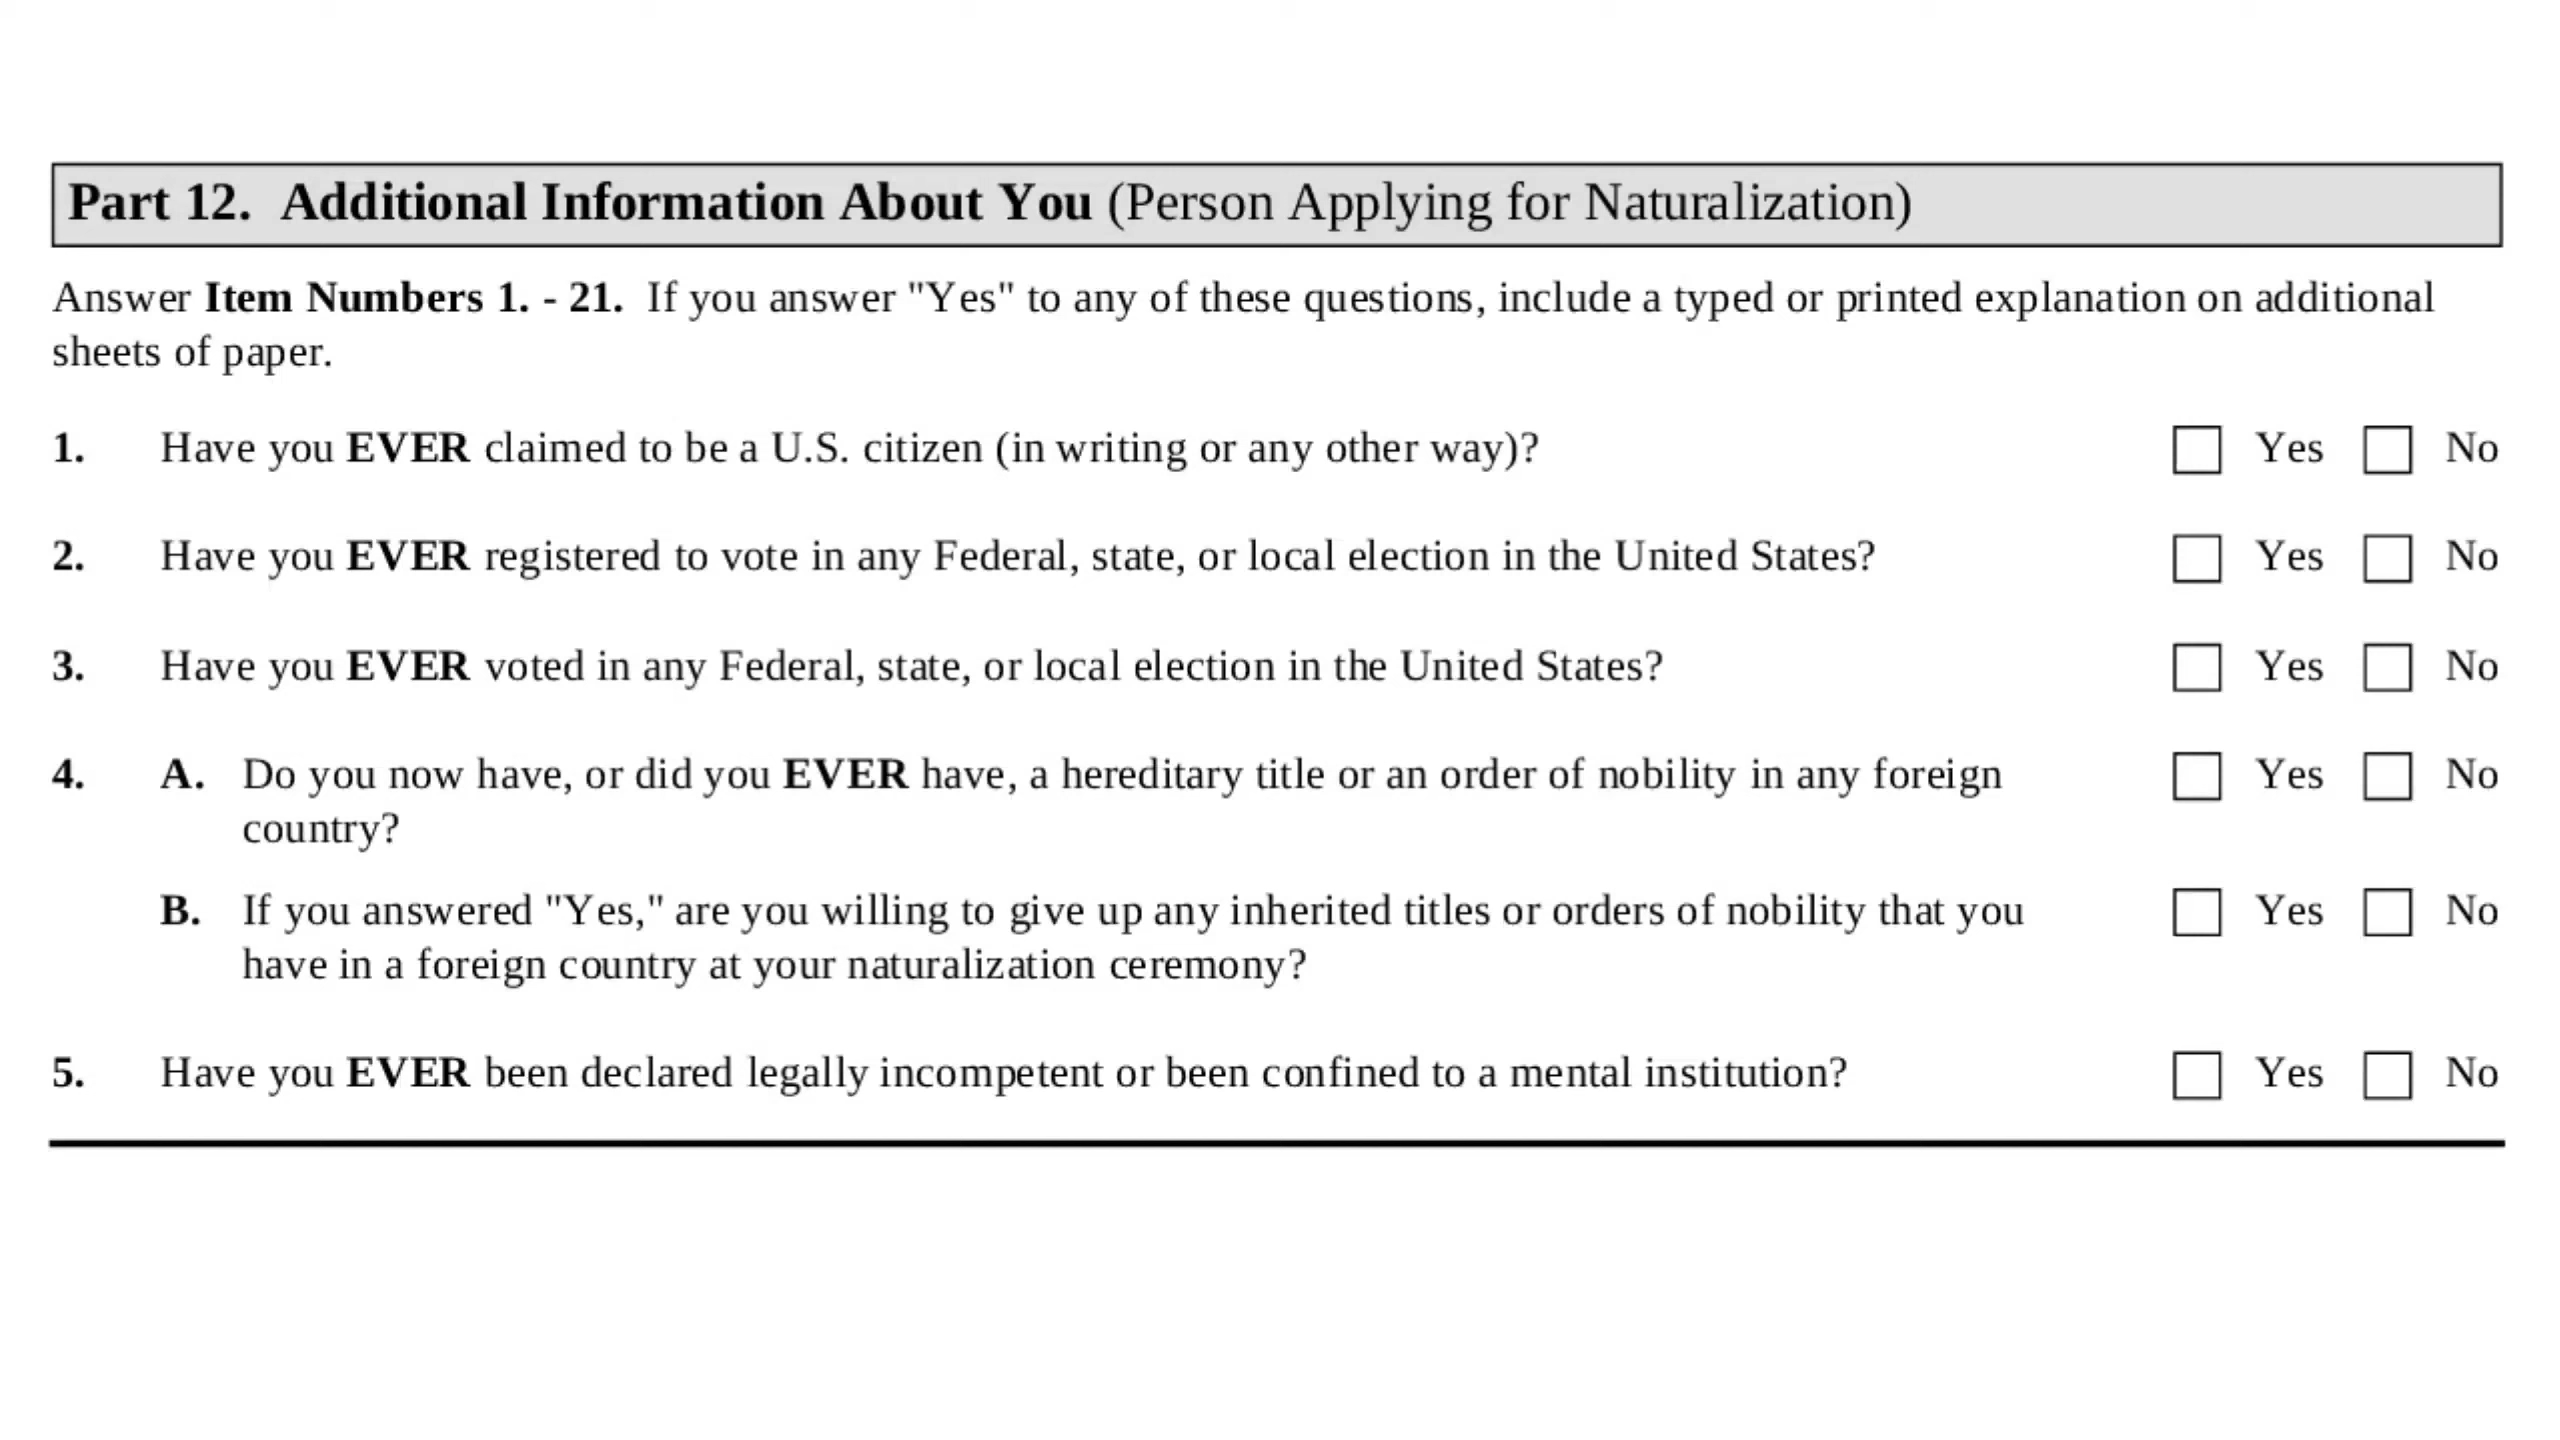 Part 12. Additional Information About You (Person Applying for Naturalization)
Answer Item Numbers 1. - 21. If you answer "Yes" to any of these questions, include a typed or printed explanation on additional
sheets of paper.
1. Have you EVER claimed to be a U.S. citizen (in writing or any other way)? Yes No
2. Have you EVER registered to vote in any Federal, state, or local election in the United States? Yes No
3. Have you EVER voted in any Federal, state, or local election in the United States? Yes No
4. A. Do you now have, or did you EVER have, a hereditary title or an order of nobility in any foreign Yes No
country?
B. If you answered "Yes," are you willing to give up any inherited titles or orders of nobility that you Yes No
have in a foreign country at your naturalization ceremony?
5. Have you EVER been declared legally incompetent or been confined to a mental institution? Yes No